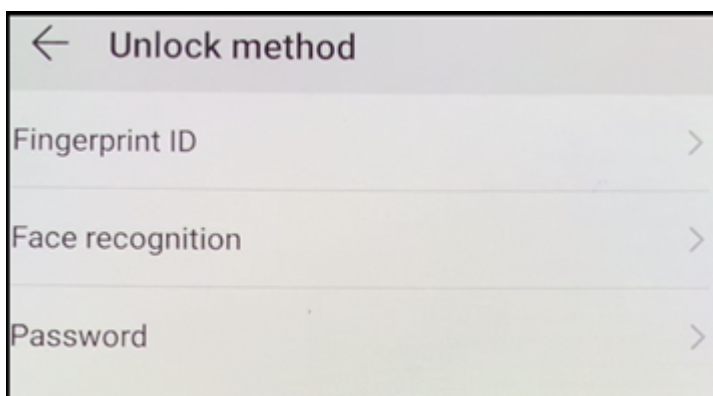 Unlock method
Fingerprint ID
Face recognition
Password